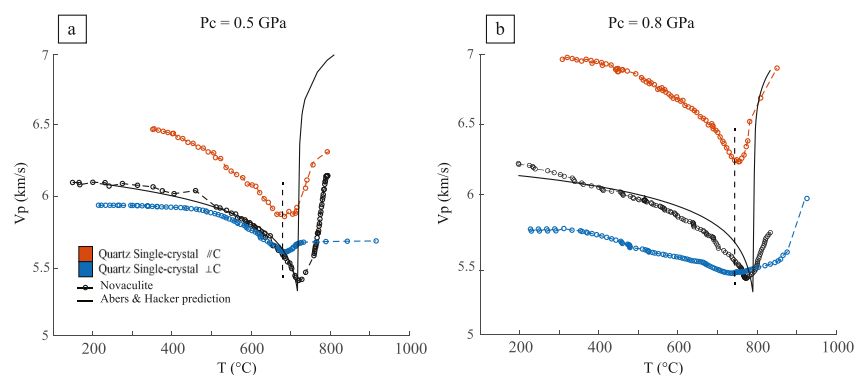 a
Pc = 0.5 GPa
Vp (km/s)
7
6.5
6
5.5
5
Quartz Single-crystal //C
Quartz Single-crystal ⊥C
Novaculite
Abers & Hacker prediction
200
400
600
800
1000
T (°C)
b
Pc = 0.8 GPa
Vp (km/s)
7
6.5
6
5.5
5
200
400
600
800
1000
T (°C)